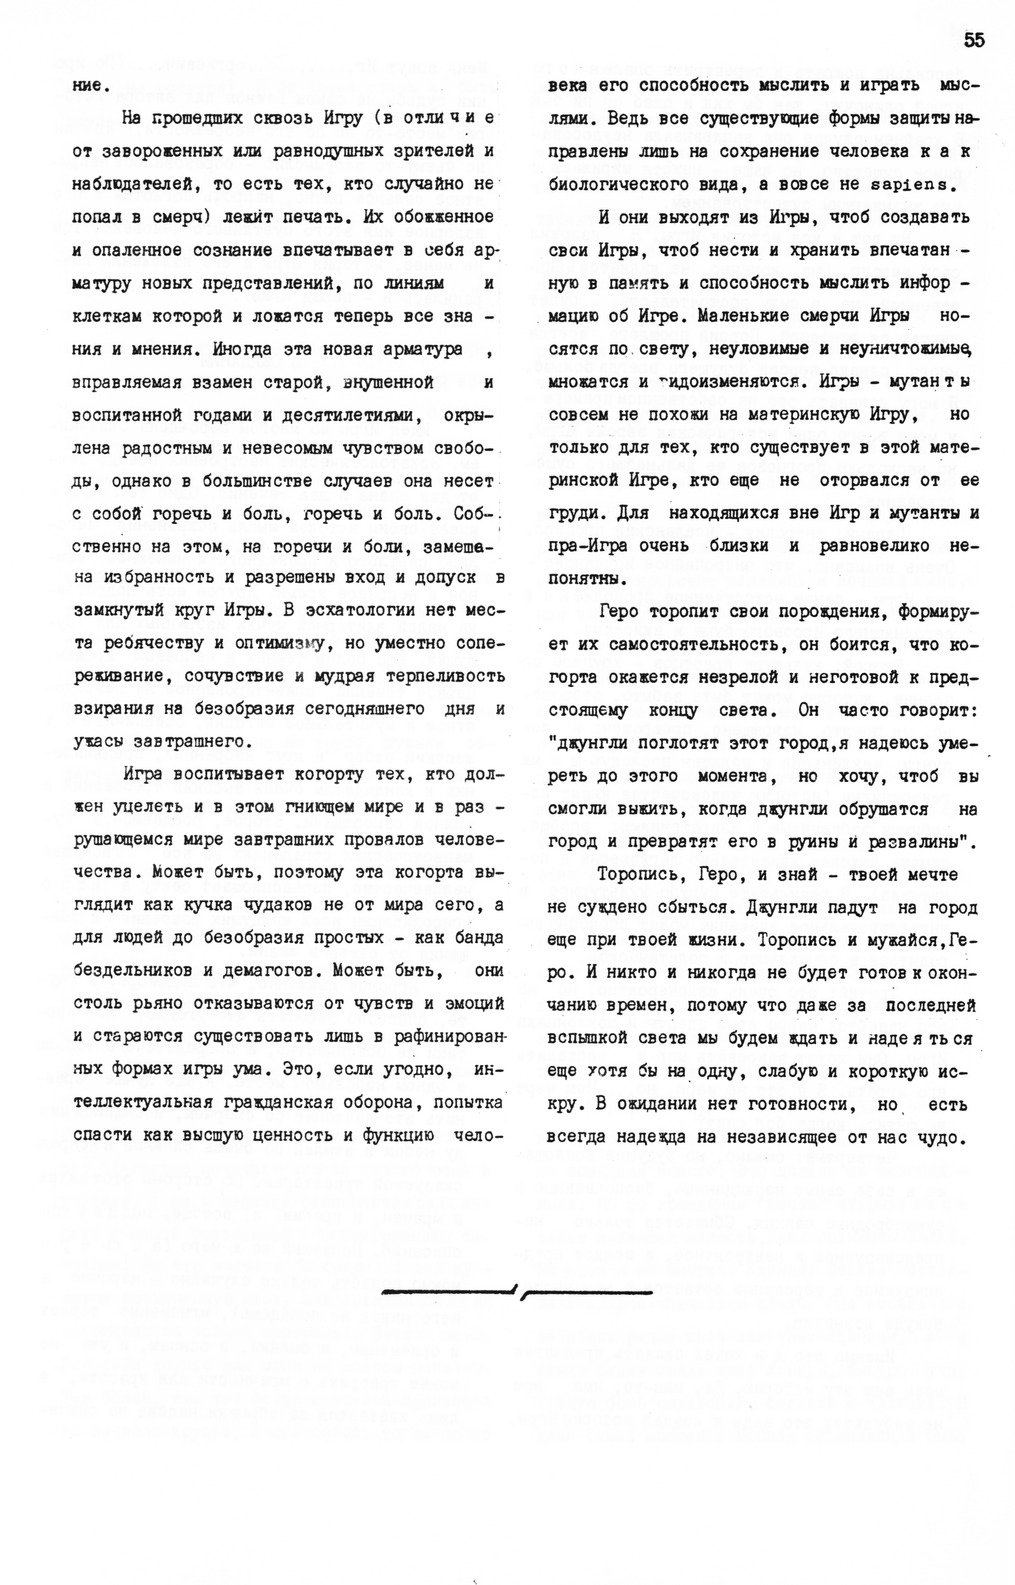 55
ние.
На прошедших сквозь Игру (в отличие
от завороженных или равнодушных зрителей и
наблюдателей, то есть тех, кто случайно не
попал в смерч) лежит печать. Их обожженное
и опаленное сознание впечатывает в себя ар-
матуру новых представлений, по линиям и
клеткам которой и ложатся теперь все зна -
ния и мнения. Иногда эта новая арматура ,
вправляемая взамен старой, внушенной и
воспитанной годами и десятилетиями, окры-
лена радостным и невесомым чувством свобо-
ды, однако в большинстве случаев она несет
с собой горечь и боль, горечь и боль. Соб-
ственно на этом, на горечи и боли, замеша-
на избранность и разрешены вход и допуск в
замкнутый круг Игры. В эсхатологии нет мес-
та ребячеству и оптимизму, но уместно сопе-
реживание, сочувствие и мудрая терпеливость
взирания на безобразия сегодняшнего дня и
ужасы завтрашнего.
Игра воспитывает когорту тех, кто дол-
жен уцелеть и в этом гниющем мире и в раз -
рушающемся мире завтрашних провалов челове-
чества. Может быть, поэтому эта когорта вы-
глядит как кучка чудаков не от мира сего, а
для людей до безобразия простых - как банда
бездельников и демагогов. Может быть, они
столь рьяно отказываются от чувств и эмоций
и стараются существовать лишь в рафинирован-
ных формах игры ума. Это, если угодно, ин-
теллектуальная гражданская оборона, попытка
спасти как высшую ценность и функцию чело-
века его способность мыслить и играть мыс-
лями. Ведь все существующие формы защиты на-
правлены лишь на сохранение человека как
биологического вида, а вовсе не sapiens.
И они выходят из Игры, чтоб создавать
свои Игры, чтоб нести и хранить впечатан -
ную в память и способность мыслить инфор -
мацию об Игре. Маленькие смерчи Игры но-
сятся по свету, неуловимые и неуничтожимые,
множатся и видоизменяются. Игры - мутанты
совсем не похожи на материнскую Игру, но
только для тех, кто существует в этой мате-
ринской Игре, кто еще не оторвался от ее
груди. Для находящихся вне Игр и мутанты и
пра-Игра очень близки и равновелико не-
понятны.
Геро торопит свои порождения, формиру-
ет их самостоятельность, он боится, что ко-
горта окажется незрелой и неготовой к пред-
стоящему концу света. Он часто говорит:
"джунгли поглотят этот город,я надеюсь уме-
реть до этого момента, но хочу, чтоб вы
смогли выжить, когда джунгли обрушатся на
город и превратят его в руины и развалины".
Торопись, Геро, и знай - твоей мечте
не суждено сбыться. Джунгли падут на город
еще при твоей жизни. Торопись и мужайся,Ге-
ро. И никто и никогда не будет готов к окон-
чанию времен, потому что даже за последней
вспышкой света мы будем ждать и надеяться
еще хотя бы на одну, слабую и короткую ис-
кру. В ожидании нет готовности, но есть
всегда надежда на независящее от нас чудо.